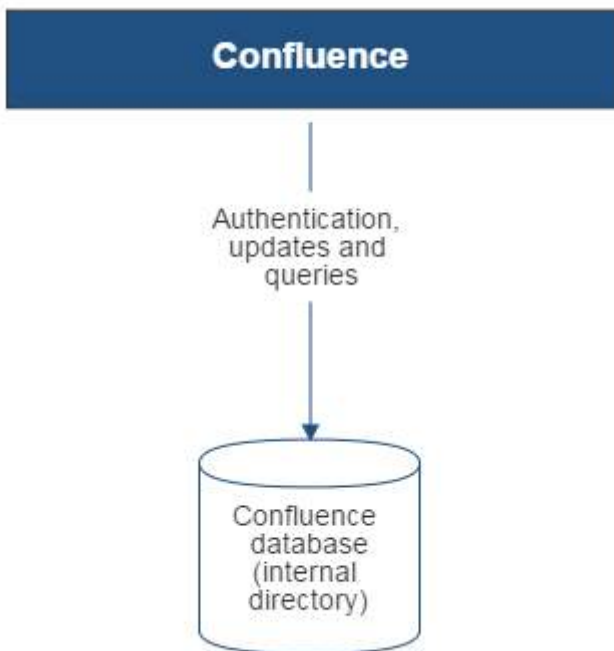 Confluence
Authentication,
updates and
queries
Confluence
database
(internal
directory)